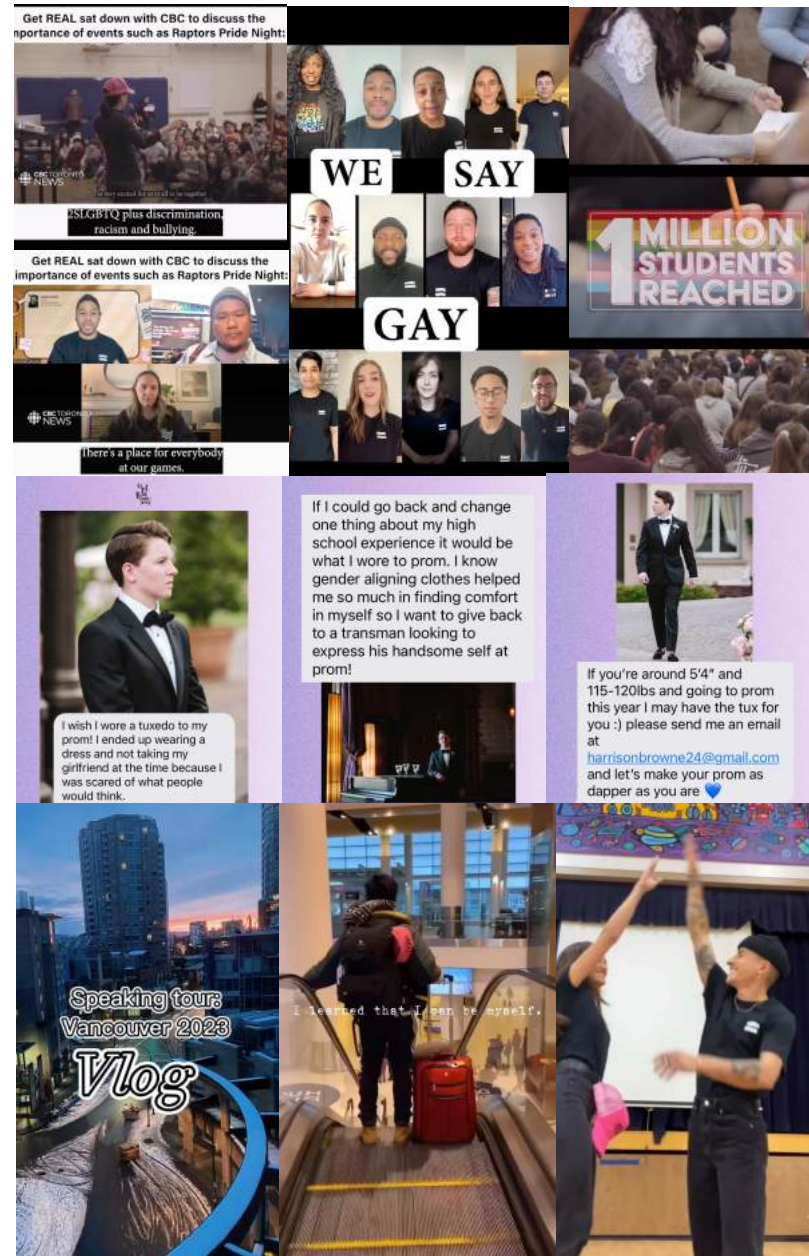 Get REAL sat down with CBC to discuss the
importance of events such as Raptors Pride Night:
CBC TORONTO
NEWS
2SLGBTQ plus discrimination,
racism and bullying.
Get REAL sat down with CBC to discuss the
importance of events such as Raptors Pride Night:
CBC TORONTO
NEWS
There's a place for everybody
at our games.
WE SAY
GAY
1 MILLION
STUDENTS
REACHED
I wish I wore a tuxedo to my
prom! I ended up wearing a
dress and not taking my
girlfriend at the time because I
was scared of what people
would think.
If I could go back and change
one thing about my high
school experience it would be
what I wore to prom. I know
gender aligning clothes helped
me so much in finding comfort
in myself so I want to give back
to a transman looking to
express his handsome self at
prom!
If you're around 5'4" and
115-120lbs and going to prom
this year I may have the tux for
you :) please send me an email
at
harrisonbrowne24@gmail.com
and let's make your prom as
dapper as you are 💙
Speaking tour:
Vancouver 2023
Vlog
I learned that I can be myself.